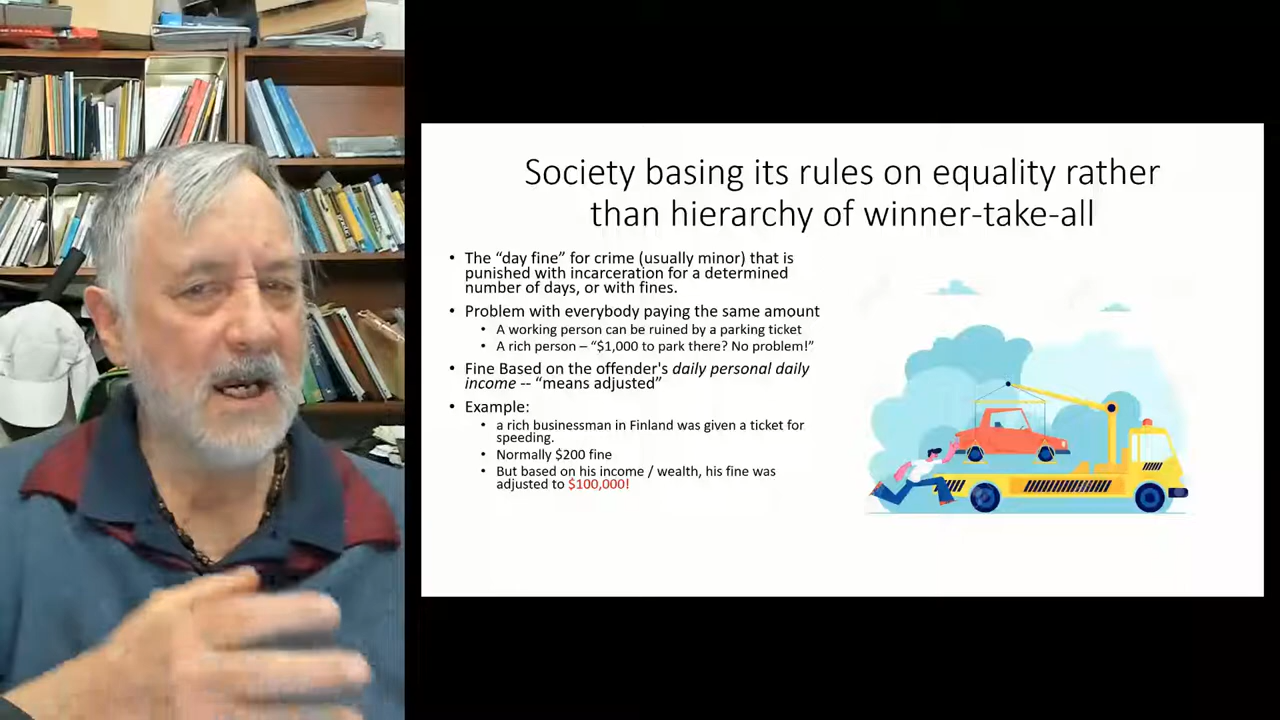 Society basing its rules on equality rather
than hierarchy of winner-take-all
• The “day fine” for crime (usually minor) that is
punished with incarceration for a determined
number of days, or with fines.
• Problem with everybody paying the same amount
• A working person can be ruined by a parking ticket
• A rich person – “$1,000 to park there? No problem!”
• Fine Based on the offender's daily personal daily
income -- “means adjusted”
• Example:
• a rich businessman in Finland was given a ticket for
speeding.
• Normally $200 fine
• But based on his income / wealth, his fine was
adjusted to $100,000!